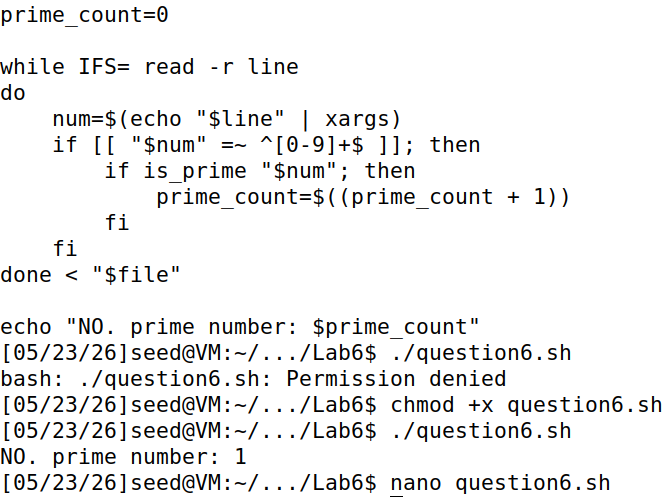 prime_count=0

while IFS= read -r line
do
    num=$(echo "$line" | xargs)
    if [[ "$num" =~ ^[0-9]+$ ]]; then
        if is_prime "$num"; then
            prime_count=$((prime_count + 1))
        fi
    fi
done < "$file"

echo "NO. prime number: $prime_count"
[05/23/26]seed@VM:~/.../Lab6$ ./question6.sh
bash: ./question6.sh: Permission denied
[05/23/26]seed@VM:~/.../Lab6$ chmod +x question6.sh
[05/23/26]seed@VM:~/.../Lab6$ ./question6.sh
NO. prime number: 1
[05/23/26]seed@VM:~/.../Lab6$ nano question6.sh